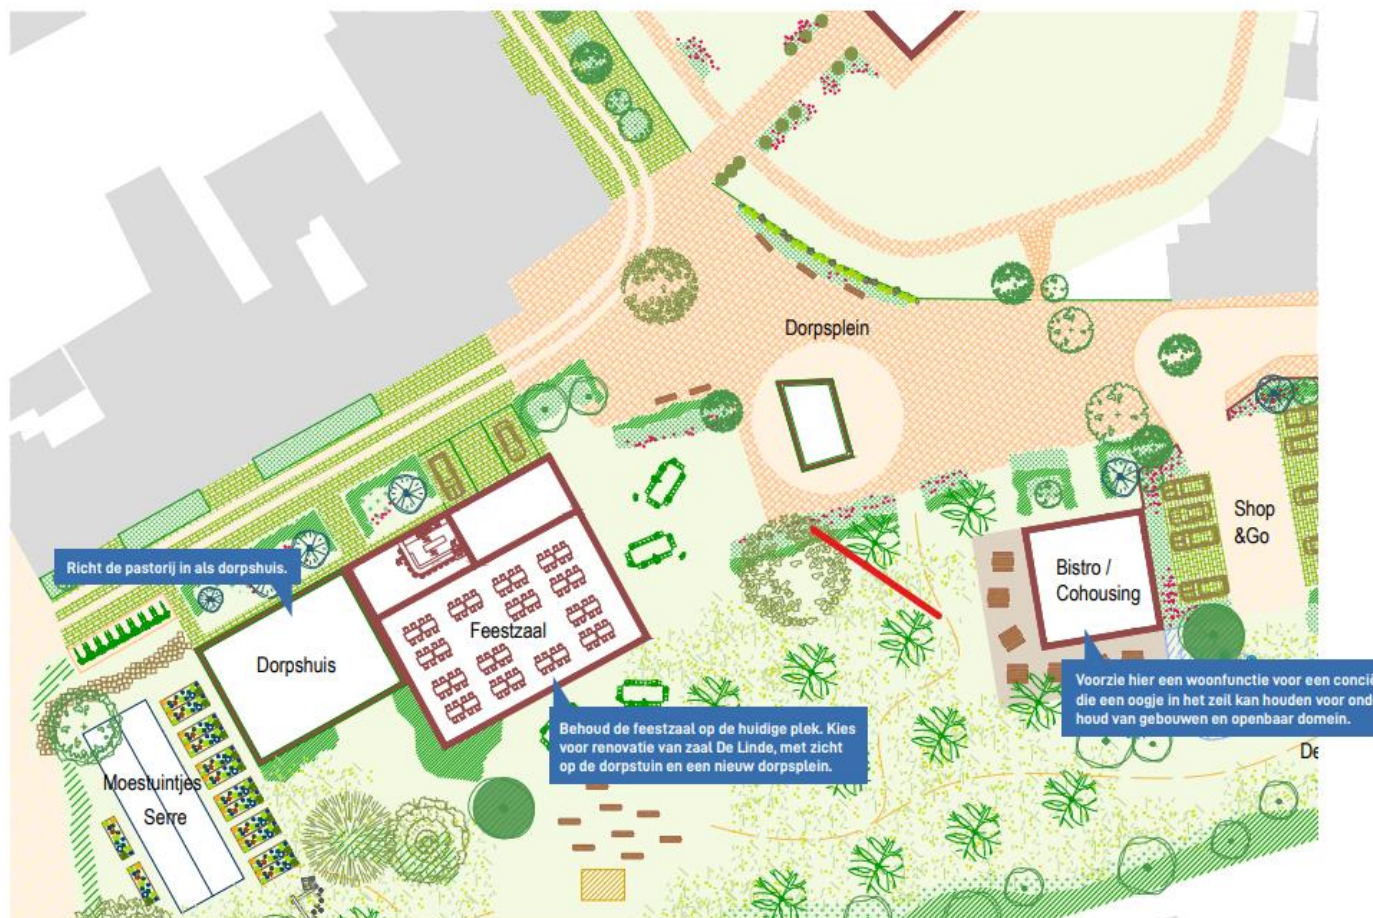 Dorpsplein
Shop
&Go
Richt de pastorij in als dorpshuis.
Bistro /
Cohousing
Feestzaal
Dorpshuis
Voorzie hier een woonfunctie voor een concië
die een oogje in het zeil kan houden voor ond
houd van gebouwen en openbaar domein.
Behoud de feestzaal op de huidige plek. Kies
voor renovatie van zaal De Linde, met zicht
op de dorpstuin en een nieuw dorpsplein.
De
Moestuintjes
Serre